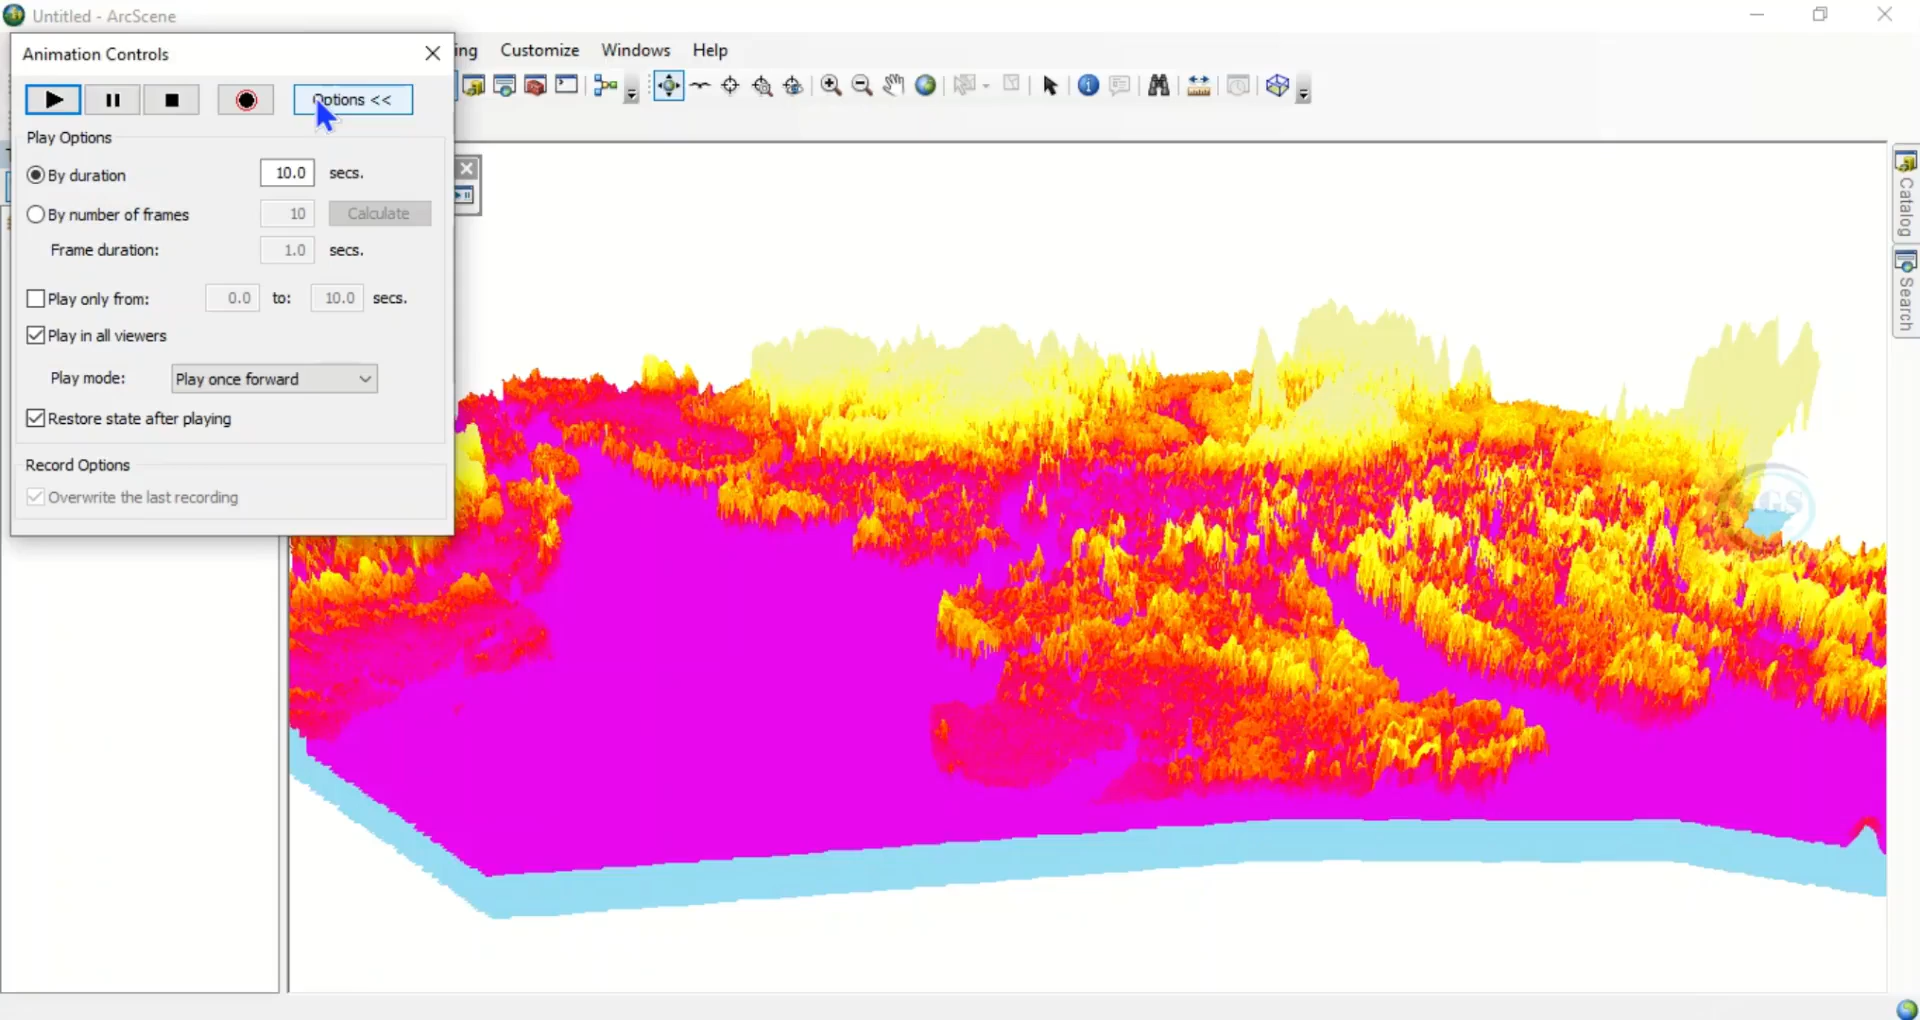 Untitled - ArcScene
Animation Controls
ing Customize Windows Help
Options <<
Play Options
By duration 10.0 secs.
By number of frames 10 Calculate
Frame duration: 1.0 secs.
Play only from: 0.0 to: 10.0 secs.
Play in all viewers
Play mode: Play once forward
Restore state after playing
Record Options
Overwrite the last recording
Catalog
Search